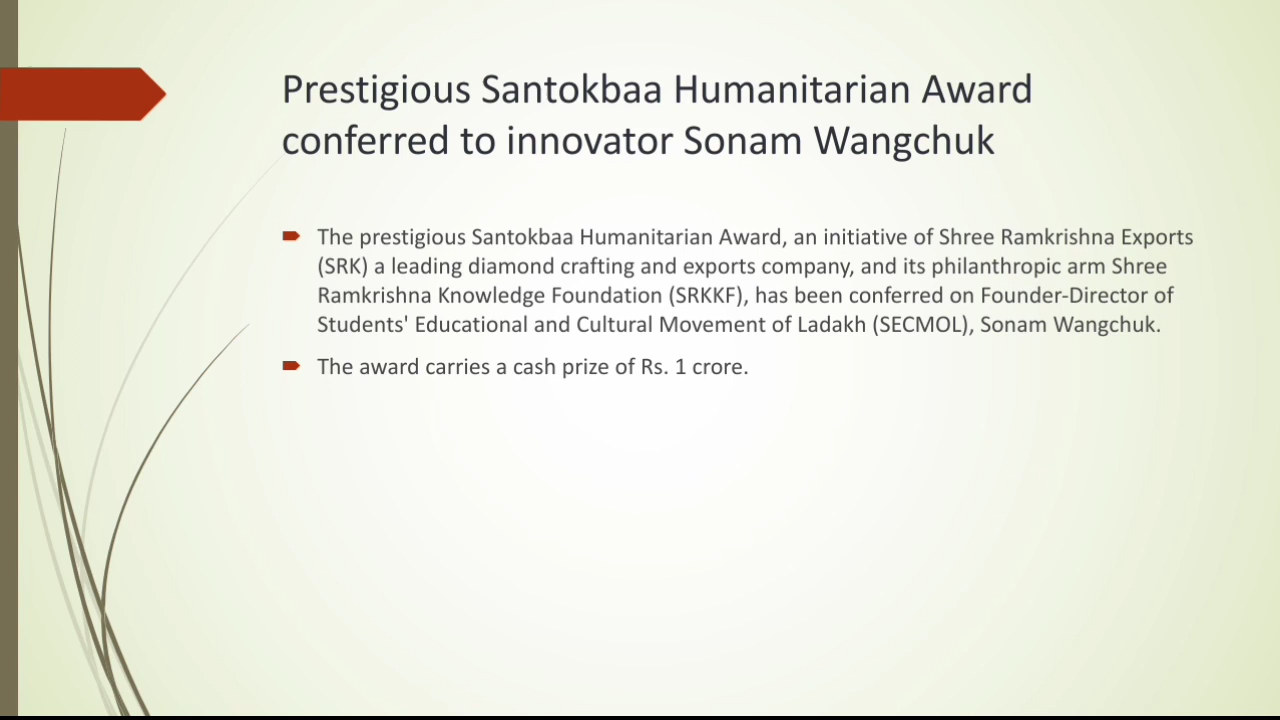 Prestigious Santokbaa Humanitarian Award
conferred to innovator Sonam Wangchuk
The prestigious Santokbaa Humanitarian Award, an initiative of Shree Ramkrishna Exports
(SRK) a leading diamond crafting and exports company, and its philanthropic arm Shree
Ramkrishna Knowledge Foundation (SRKKF), has been conferred on Founder-Director of
Students' Educational and Cultural Movement of Ladakh (SECMOL), Sonam Wangchuk.
The award carries a cash prize of Rs. 1 crore.